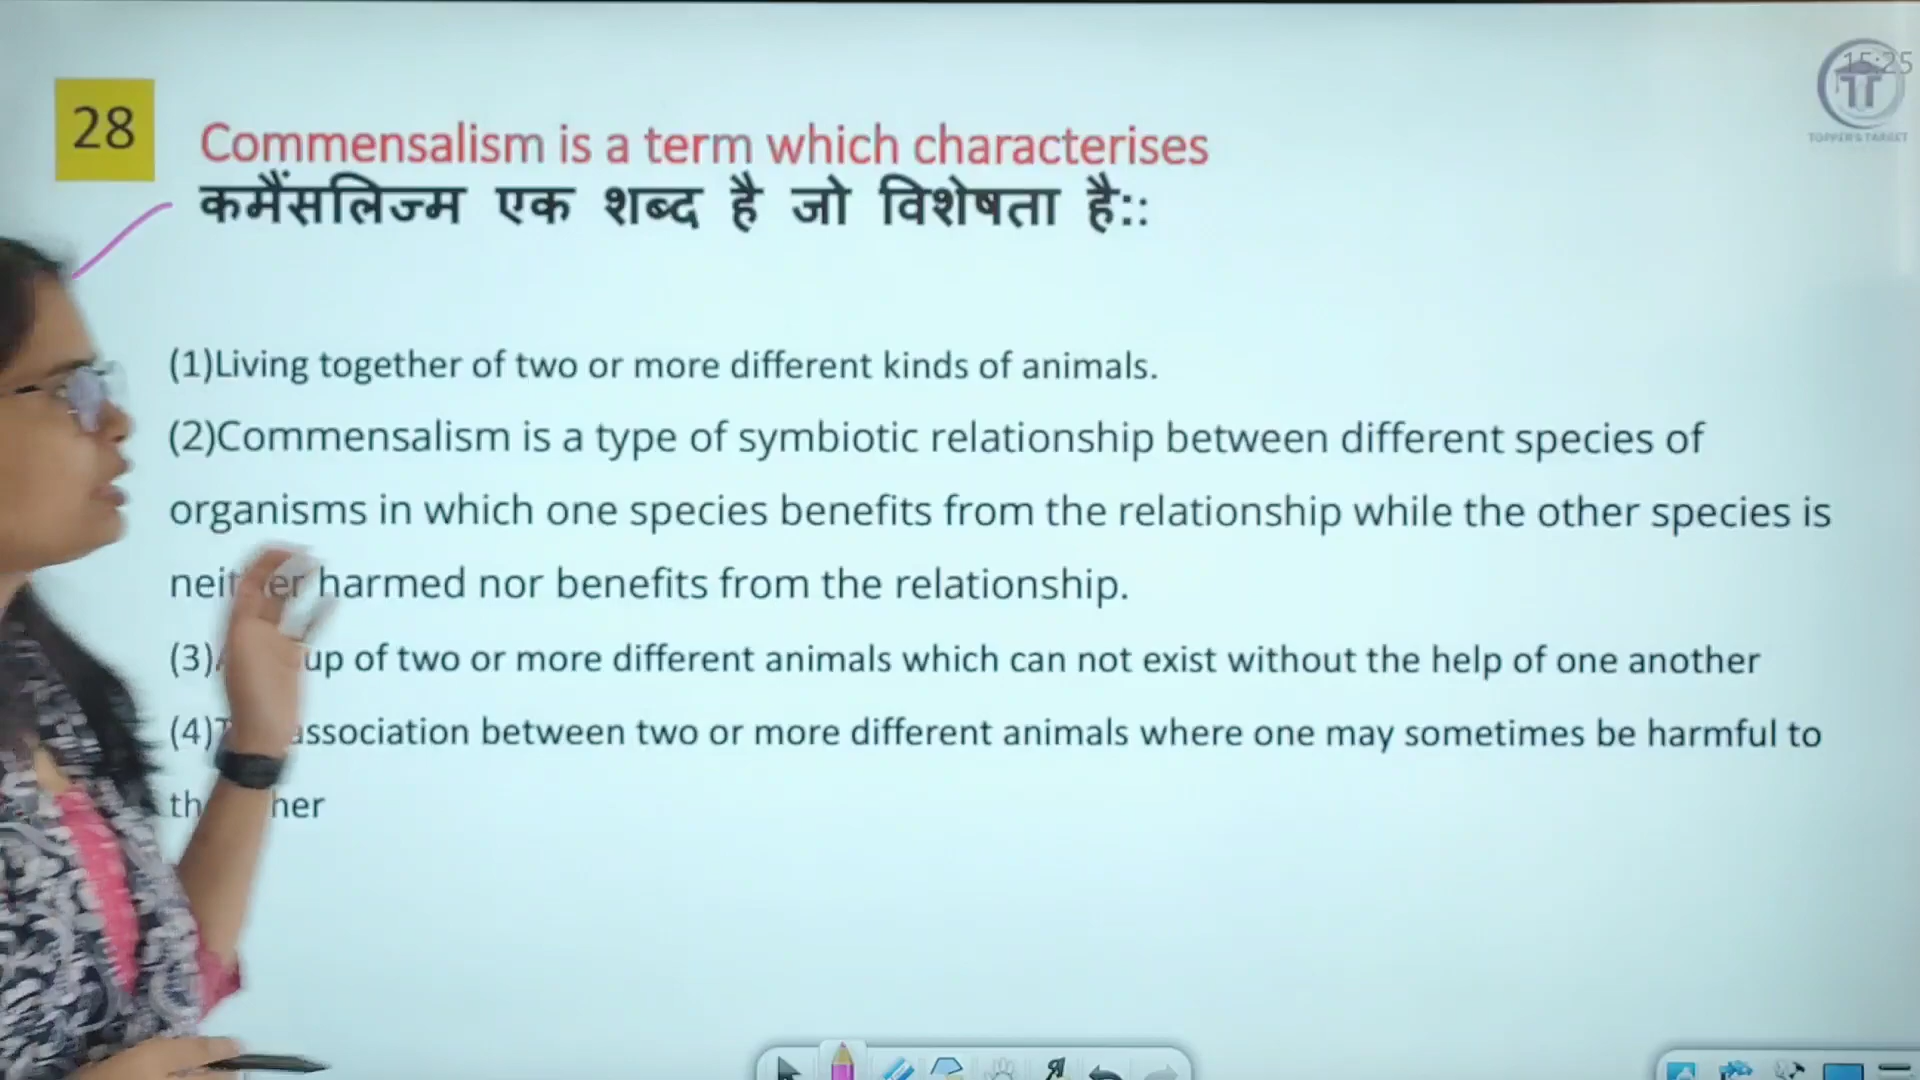 28
15:25
TOPPER'S TARGET
Commensalism is a term which characterises
कमैंसलिज्म एक शब्द है जो विशेषता है::
(1)Living together of two or more different kinds of animals.
(2)Commensalism is a type of symbiotic relationship between different species of
organisms in which one species benefits from the relationship while the other species is
harmed nor benefits from the relationship.
(3) of two or more different animals which can not exist without the help of one another
(4) association between two or more different animals where one may sometimes be harmful to